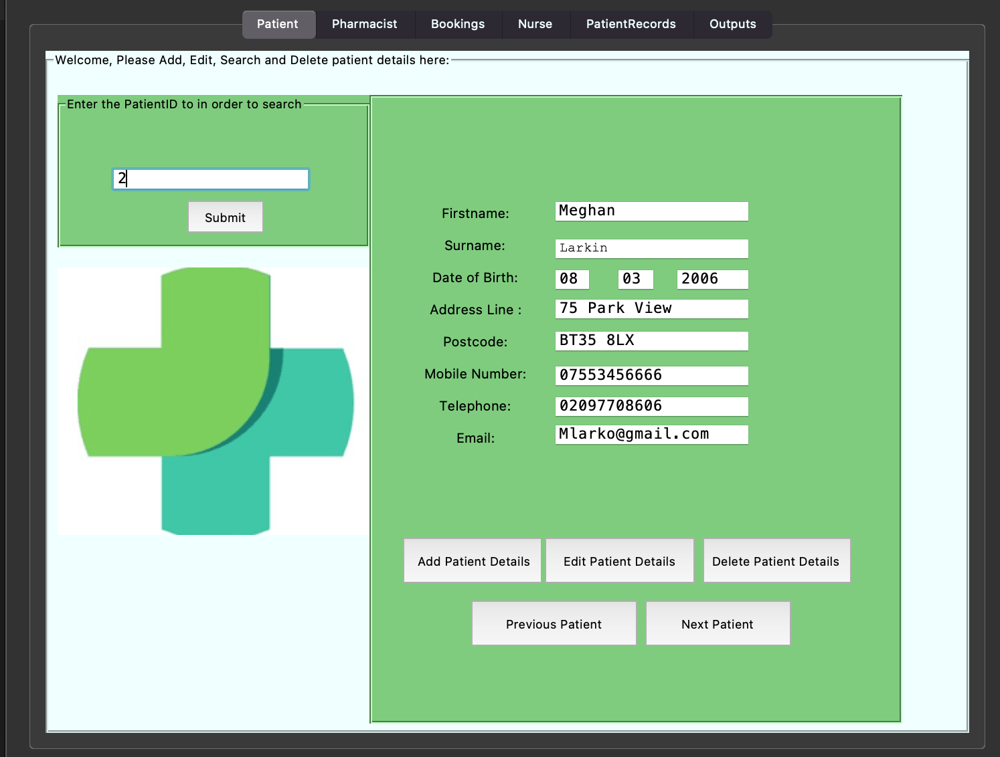 Patient Pharmacist Bookings Nurse PatientRecords Outputs
Welcome, Please Add, Edit, Search and Delete patient details here:
Enter the PatientID to in order to search
2
Submit
Firstname: Meghan
Surname: Larkin
Date of Birth: 08 03 2006
Address Line : 75 Park View
Postcode: BT35 8LX
Mobile Number: 07553456666
Telephone: 02097708606
Email: Mlarko@gmail.com
Add Patient Details Edit Patient Details Delete Patient Details
Previous Patient Next Patient